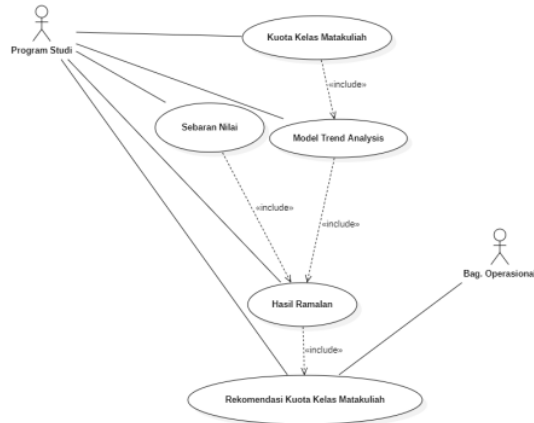 Program Studi
Kuota Kelas Matakuliah
«include»
Sebaran Nilai
Model Trend Analysis
«include»
«include»
Bag. Operasiona
Hasil Ramalan
«include»
Rekomendasi Kuota Kelas Matakuliah